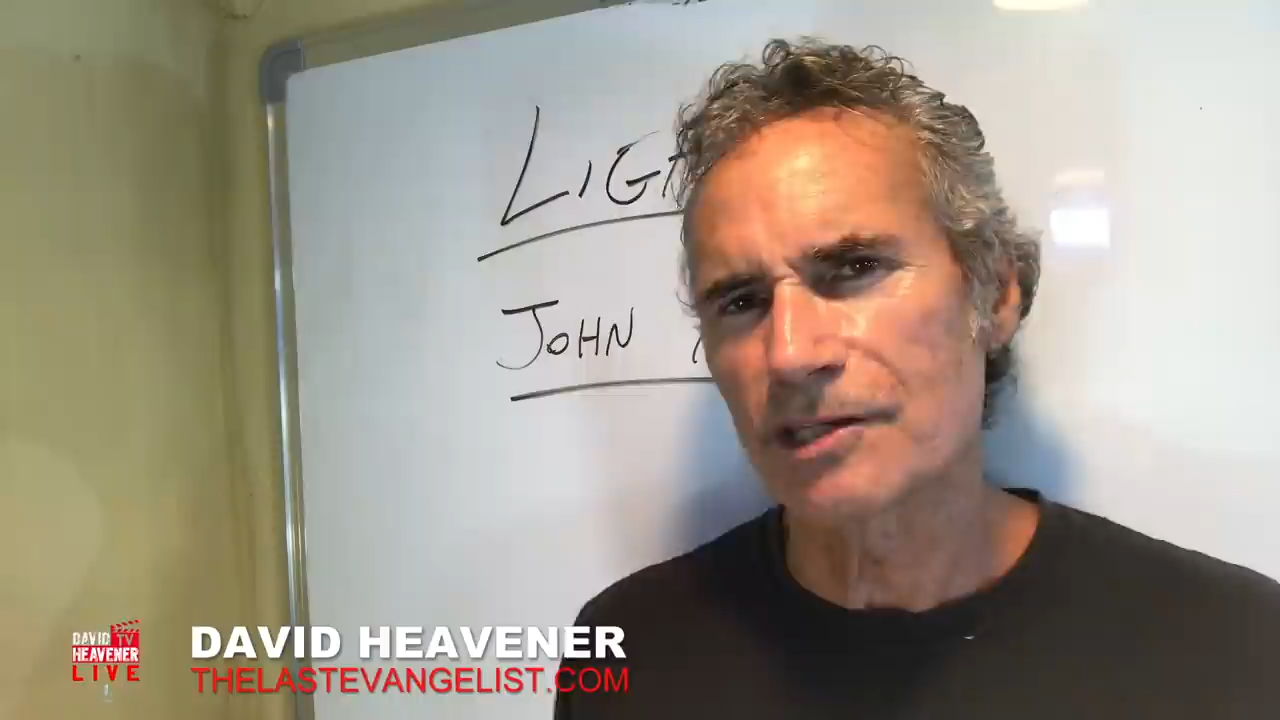 JOHN
DAVID TV
HEAVENER
LIVE
DAVID HEAVENER
THELASTEVANGELIST.COM